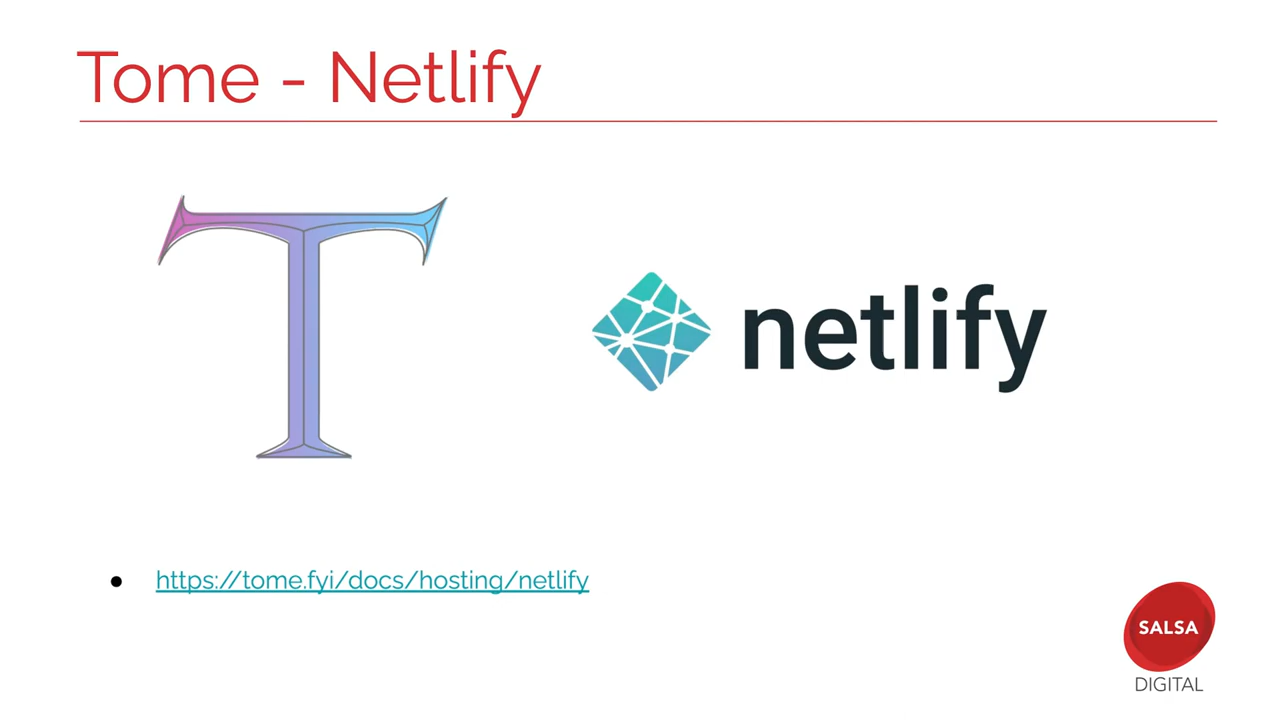 Tome - Netlify
T
netlify
● https://tome.fyi/docs/hosting/netlify
SALSA
DIGITAL